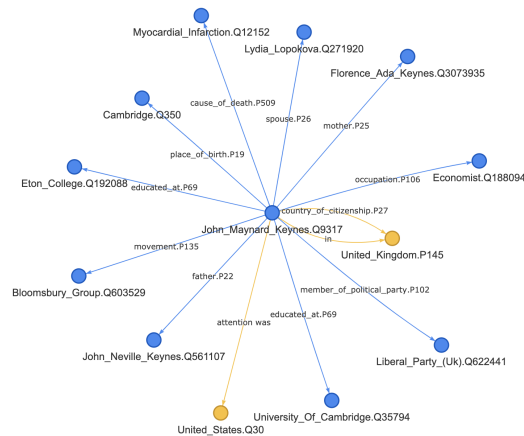 Myocardial_Infarction.Q12152
Lydia_Lopokova.Q271920
Florence_Ada_Keynes.Q3073935
cause_of_death.P509
spouse.P26
Cambridge.Q350
mother.P25
place_of_birth.P19
Economist.Q188094
occupation.P106
Eton_College.Q192088
educated_at.P69
country_of_citizenship.P27
John_Maynard_Keynes.Q9317
in
movement.P135
United_Kingdom.P145
father.P22
member_of_political_party.P102
Bloomsbury_Group.Q603529
attention was
educated_at.P69
John_Neville_Keynes.Q561107
Liberal_Party_(Uk).Q622441
United_States.Q30
University_Of_Cambridge.Q35794